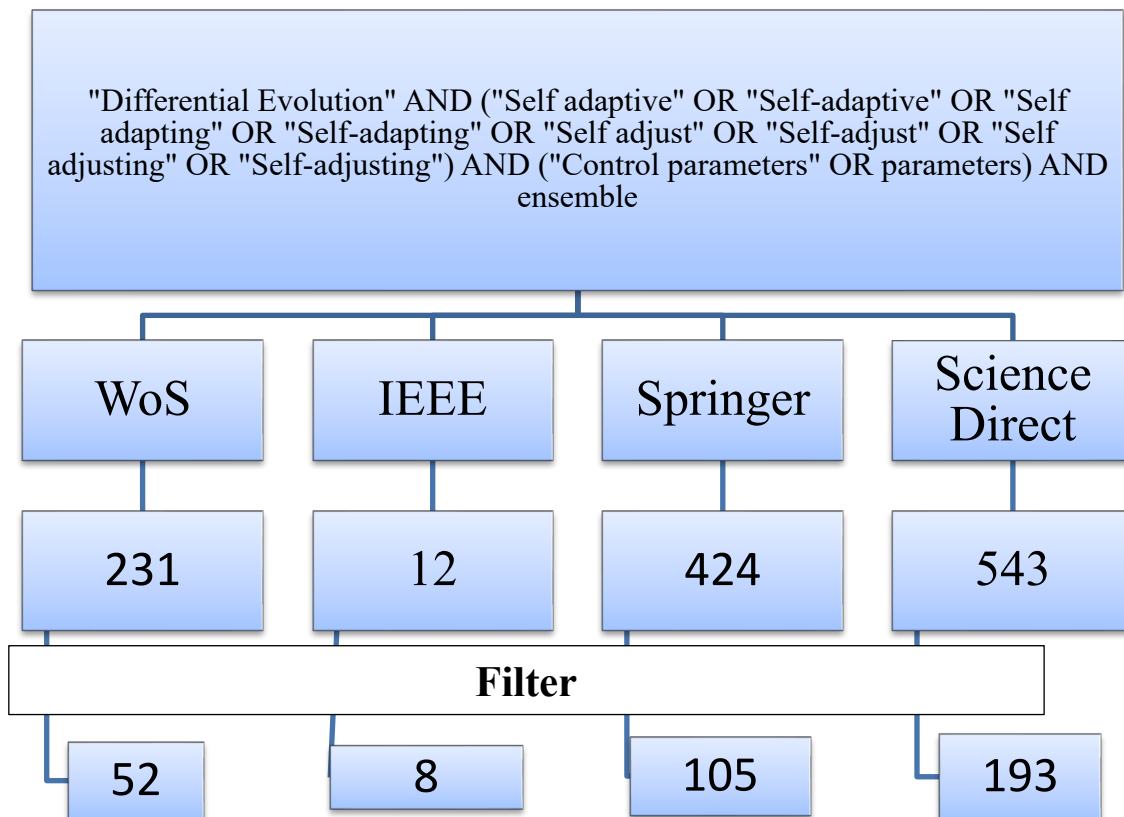 "Differential Evolution" AND ("Self adaptive" OR "Self-adaptive" OR "Self
adapting" OR "Self-adapting" OR "Self adjust" OR "Self-adjust" OR "Self
adjusting" OR "Self-adjusting") AND ("Control parameters" OR parameters) AND
ensemble
WoS
IEEE
Springer
Science
Direct
231
12
424
543
Filter
52
8
105
193